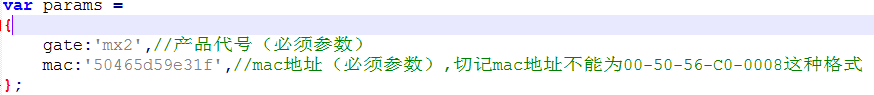 var params =
{
gate:'mx2',//产品代号（必须参数）
mac:'50465d59e31f',//mac地址（必须参数）,切记mac地址不能为00-50-56-C0-0008这种格式
};